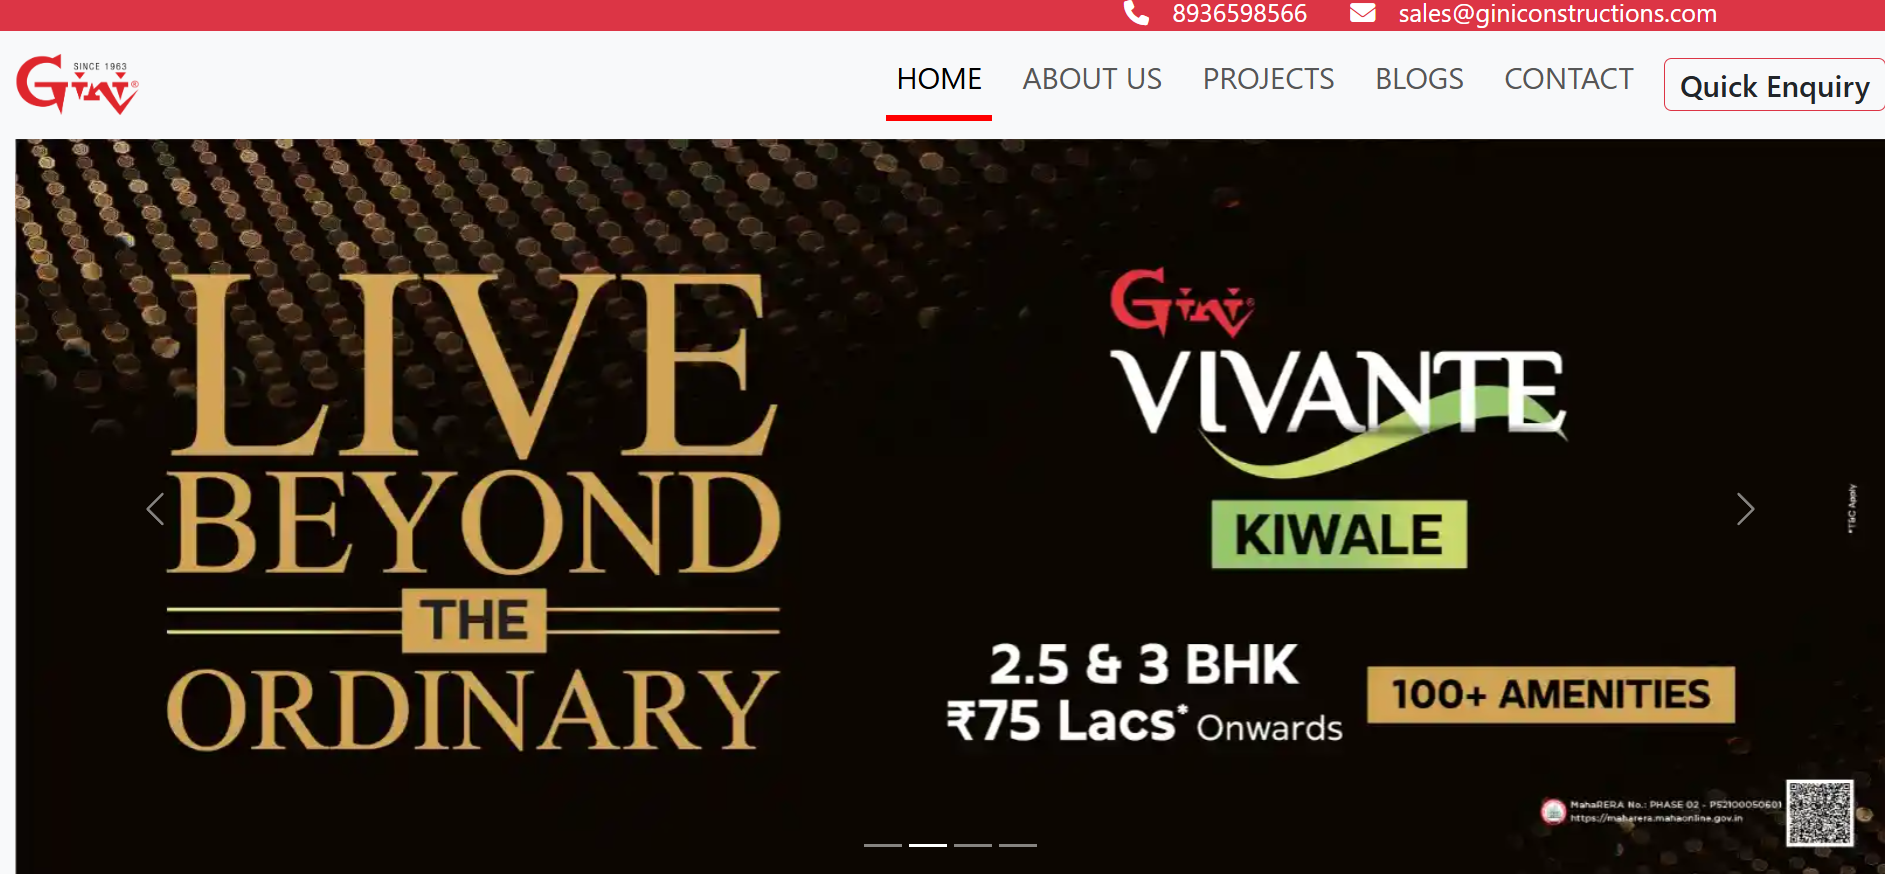 8936598566 sales@giniconstructions.com
SINCE 1963
Gini®
HOME ABOUT US PROJECTS BLOGS CONTACT Quick Enquiry
LIVE
BEYOND
THE
ORDINARY
Gini®
VIVANTE
KIWALE
2.5 & 3 BHK
₹75 Lacs* Onwards
100+ AMENITIES
*T&C Apply
MahaRERA No.: PHASE 02 - P52100050601
https://maharera.mahaonline.gov.in